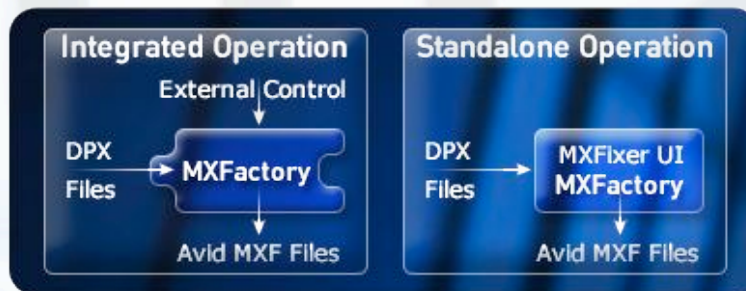 Integrated Operation
External Control
DPX
Files
MXFactory
Avid MXF Files
Standalone Operation
DPX
Files
MXFixer UI
MXFactory
Avid MXF Files